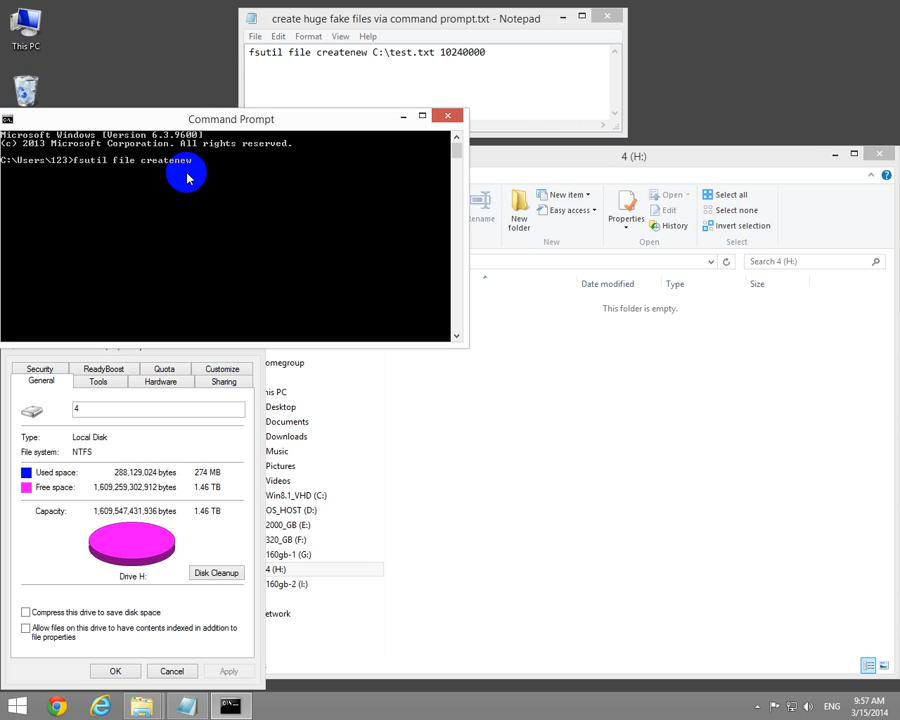 This PC
create huge fake files via command prompt.txt - Notepad
File Edit Format View Help
fsutil file createnew C:\test.txt 10240000
Command Prompt
Microsoft Windows [Version 6.3.9600]
(c) 2013 Microsoft Corporation. All rights reserved.
C:\Users\123>fsutil file createnew
4 (H:)
ename
New folder
New item
Easy access
New
Properties
Open
Edit
History
Open
Select all
Select none
Invert selection
Select
Search 4 (H:)
Date modified Type Size
This folder is empty.
omegroup
his PC
Desktop
Documents
Downloads
Music
Pictures
Videos
Win8.1_VHD (C:)
OS_HOST (D:)
2000_GB (E:)
320_GB (F:)
160gb-1 (G:)
4 (H:)
160gb-2 (I:)
etwork
Security ReadyBoost Quota Customize
General Tools Hardware Sharing
4
Type: Local Disk
File system: NTFS
Used space: 288,129,024 bytes 274 MB
Free space: 1,609,259,302,912 bytes 1.46 TB
Capacity: 1,609,547,431,936 bytes 1.46 TB
Drive H:
Disk Cleanup
Compress this drive to save disk space
Allow files on this drive to have contents indexed in addition to
file properties
OK Cancel Apply
ENG
9:57 AM
3/15/2014